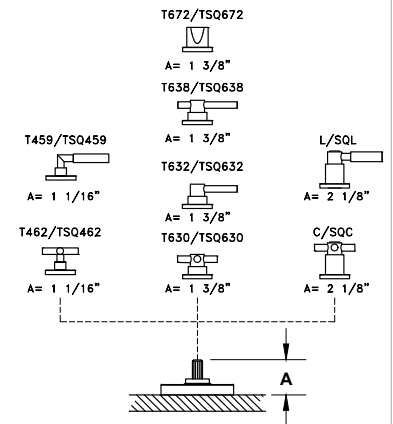 T672/TSQ672
A= 1 3/8"
T638/TSQ638
A= 1 3/8"
T459/TSQ459
A= 1 1/16"
T632/TSQ632
A= 1 3/8"
L/SQL
A= 2 1/8"
T462/TSQ462
A= 1 1/16"
T630/TSQ630
A= 1 3/8"
C/SQC
A= 2 1/8"
A